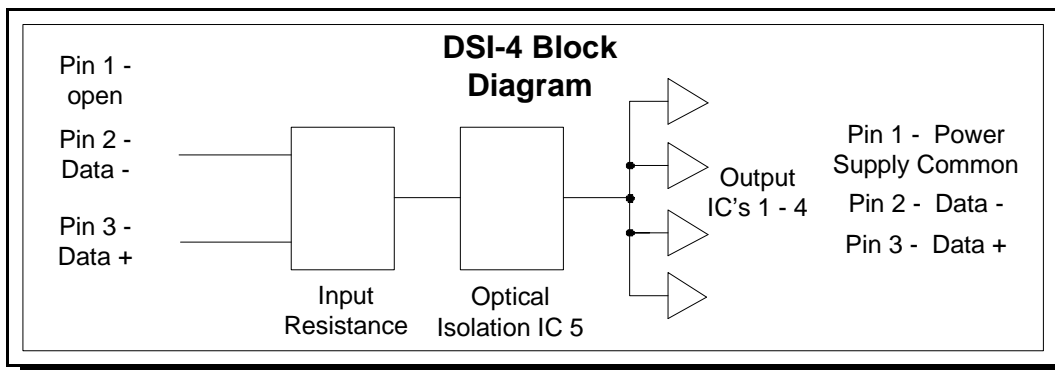 DSI-4 Block
Diagram
Pin 1 -
open
Pin 2 -
Data -
Pin 3 -
Data +
Input
Resistance
Optical
Isolation IC 5
Output
IC's 1 - 4
Pin 1 - Power
Supply Common
Pin 2 - Data -
Pin 3 - Data +